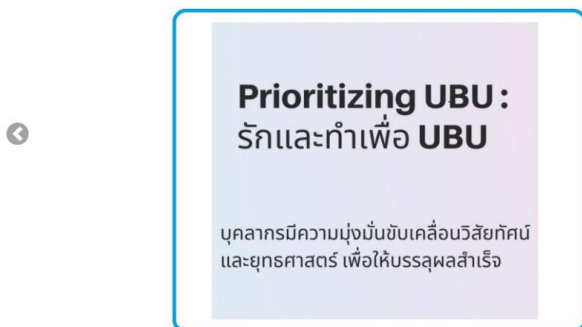 Prioritizing UBU :
รักและทำเพื่อ UBU
บุคลากรมีความมุ่งมั่นขับเคลื่อนวิสัยทัศน์
และยุทธศาสตร์ เพื่อให้บรรลุผลสำเร็จ